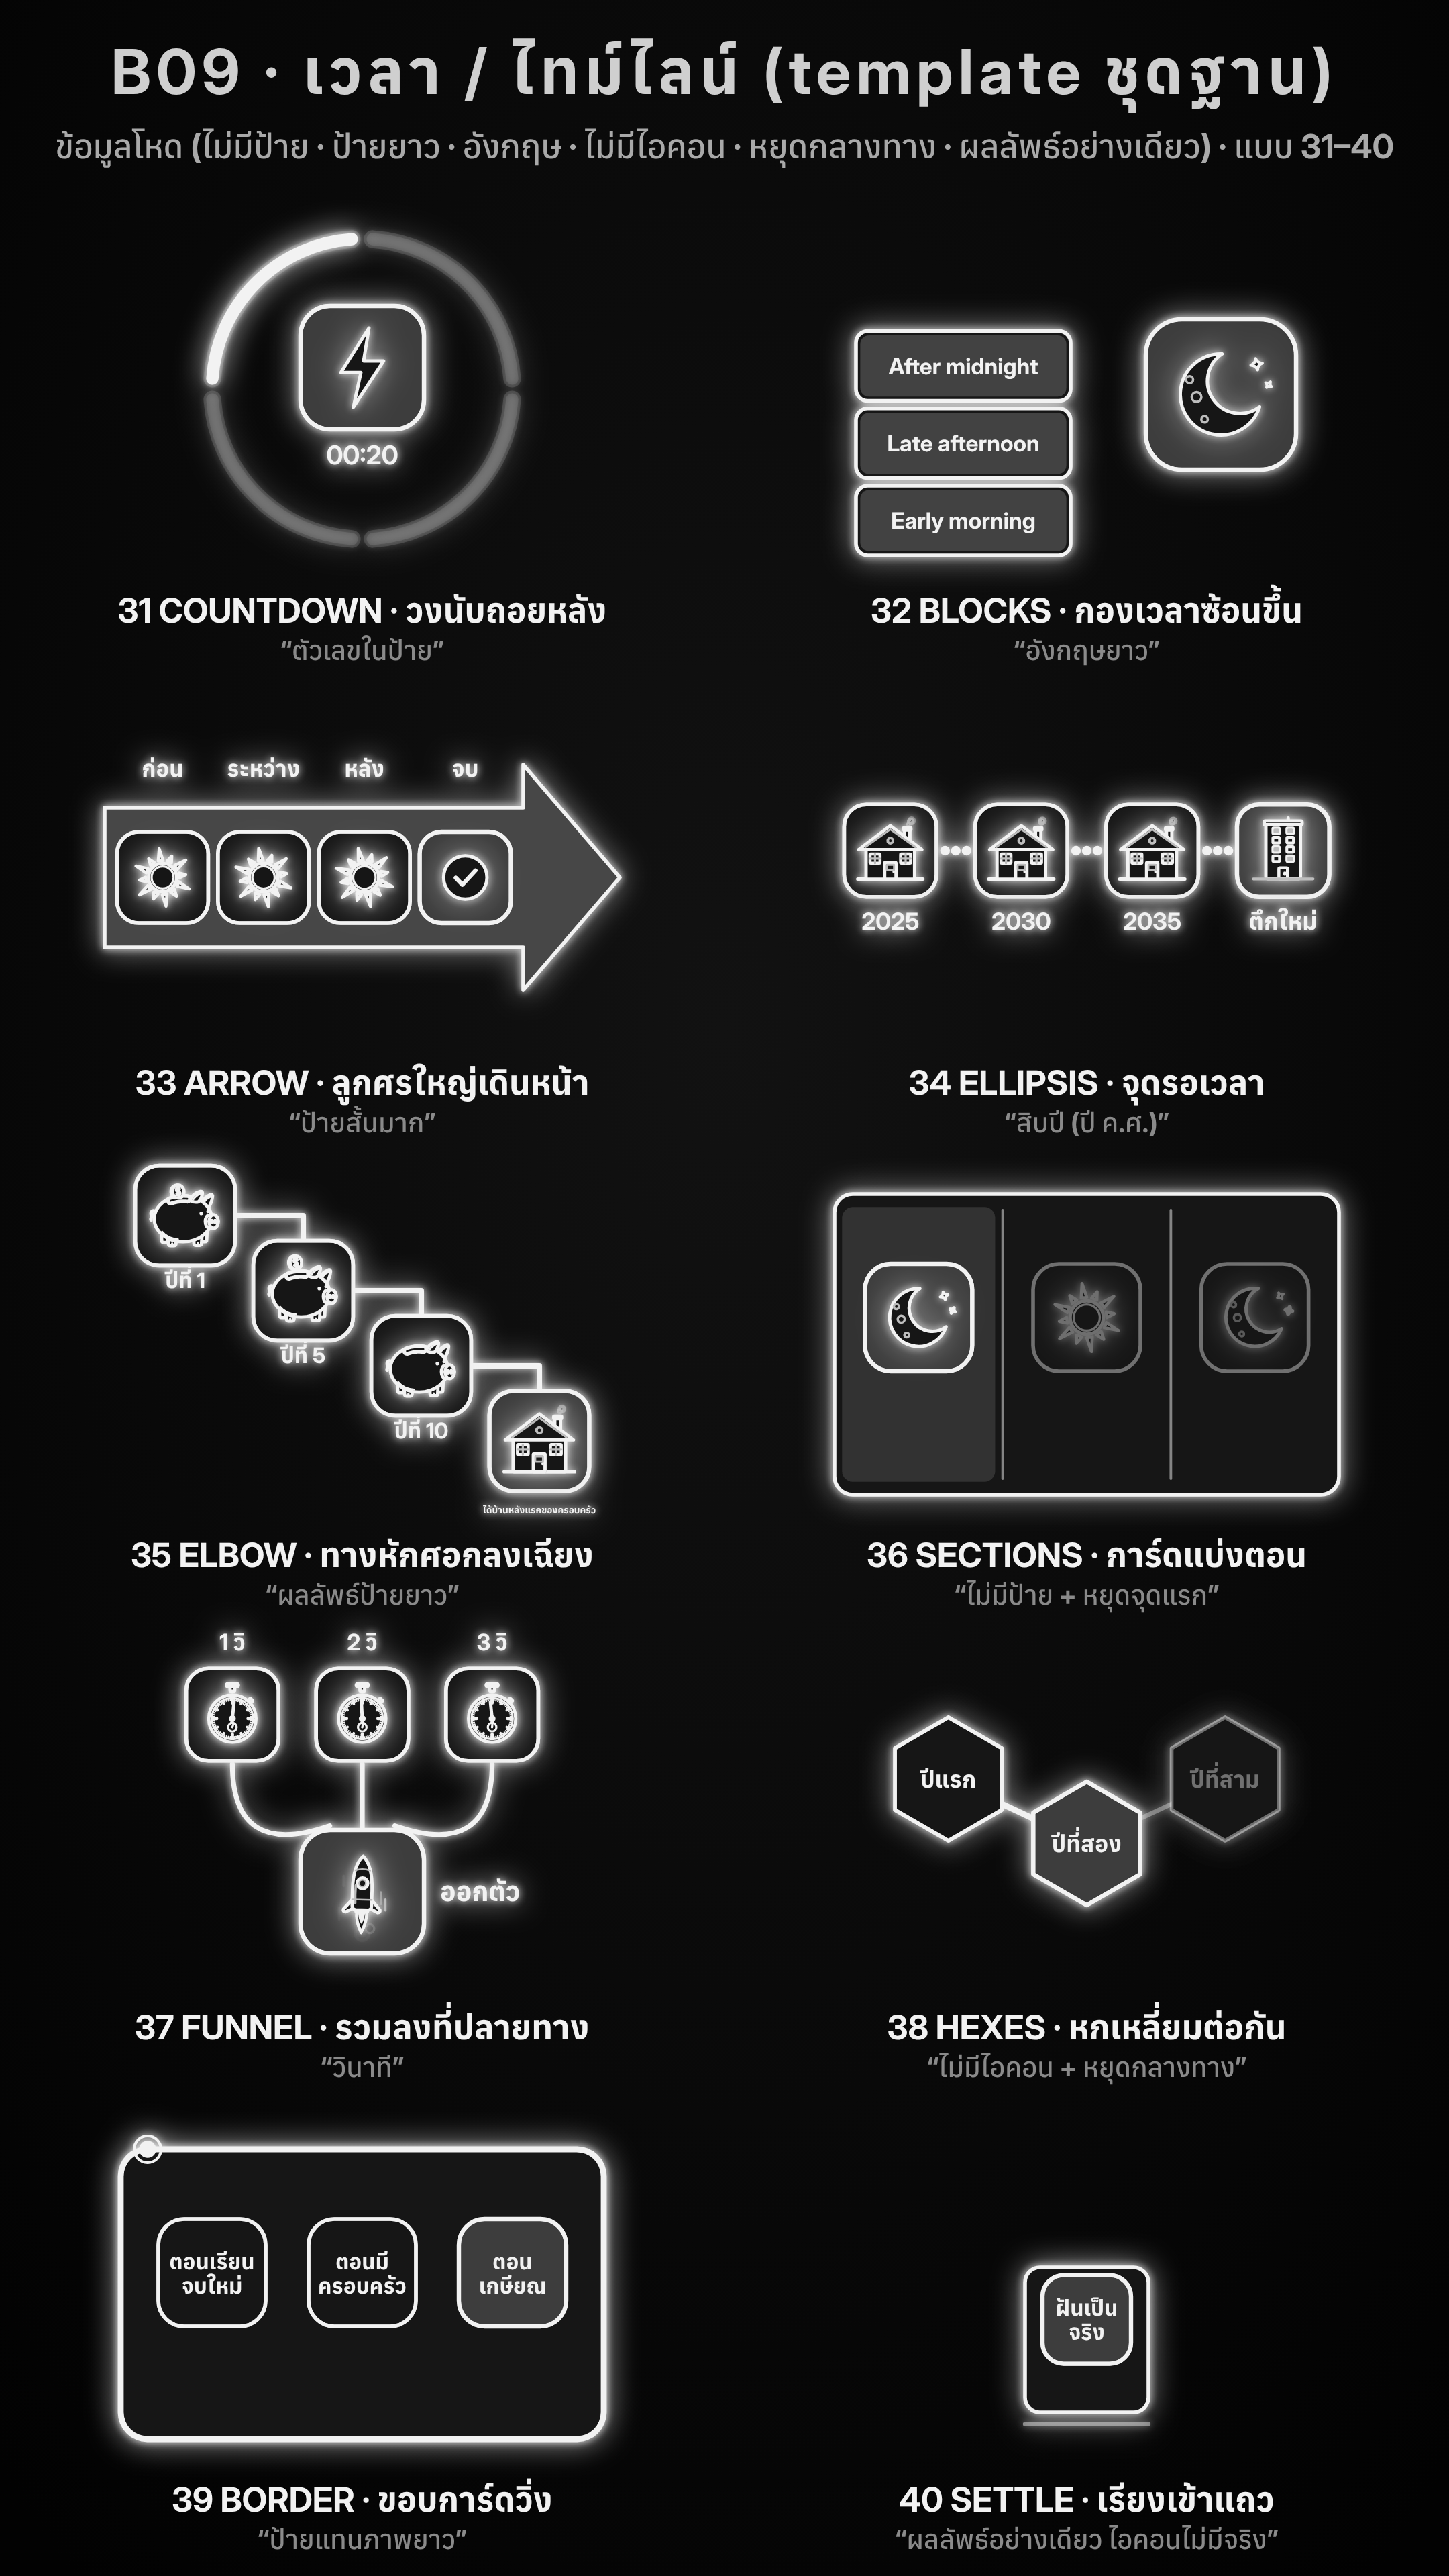 B09 · เวลา / ไทม์ไลน์ (template ชุดฐาน)
ข้อมูลโหด (ไม่มีป้าย · ป้ายยาว · อังกฤษ · ไม่มีไอคอน · หยุดกลางทาง · ผลลัพธ์อย่างเดียว) · แบบ 31–40
00:20
31 COUNTDOWN · วงนับถอยหลัง
“ตัวเลขในป้าย”
After midnight
Late afternoon
Early morning
32 BLOCKS · กองเวลาซ้อนขึ้น
“อังกฤษยาว”
ก่อน ระหว่าง หลัง จบ
33 ARROW · ลูกศรใหญ่เดินหน้า
“ป้ายสั้นมาก”
2025 2030 2035 ตึกใหม่
34 ELLIPSIS · จุดรอเวลา
“สิบปี (ปี ค.ศ.)”
ปีที่ 1
ปีที่ 5
ปีที่ 10
ได้บ้านหลังแรกของครอบครัว
35 ELBOW · ทางหักศอกลงเฉียง
“ผลลัพธ์ป้ายยาว”
36 SECTIONS · การ์ดแบ่งตอน
“ไม่มีป้าย + หยุดจุดแรก”
1 วิ 2 วิ 3 วิ
ออกตัว
37 FUNNEL · รวมลงที่ปลายทาง
“วินาที”
ปีแรก
ปีที่สอง
ปีที่สาม
38 HEXES · หกเหลี่ยมต่อกัน
“ไม่มีไอคอน + หยุดกลางทาง”
ตอนเรียน
จบใหม่
ตอนมี
ครอบครัว
ตอน
เกษียณ
39 BORDER · ขอบการ์ดวิ่ง
“ป้ายแทนภาพยาว”
ฝันเป็น
จริง
40 SETTLE · เรียงเข้าแถว
“ผลลัพธ์อย่างเดียว ไอคอนไม่มีจริง”